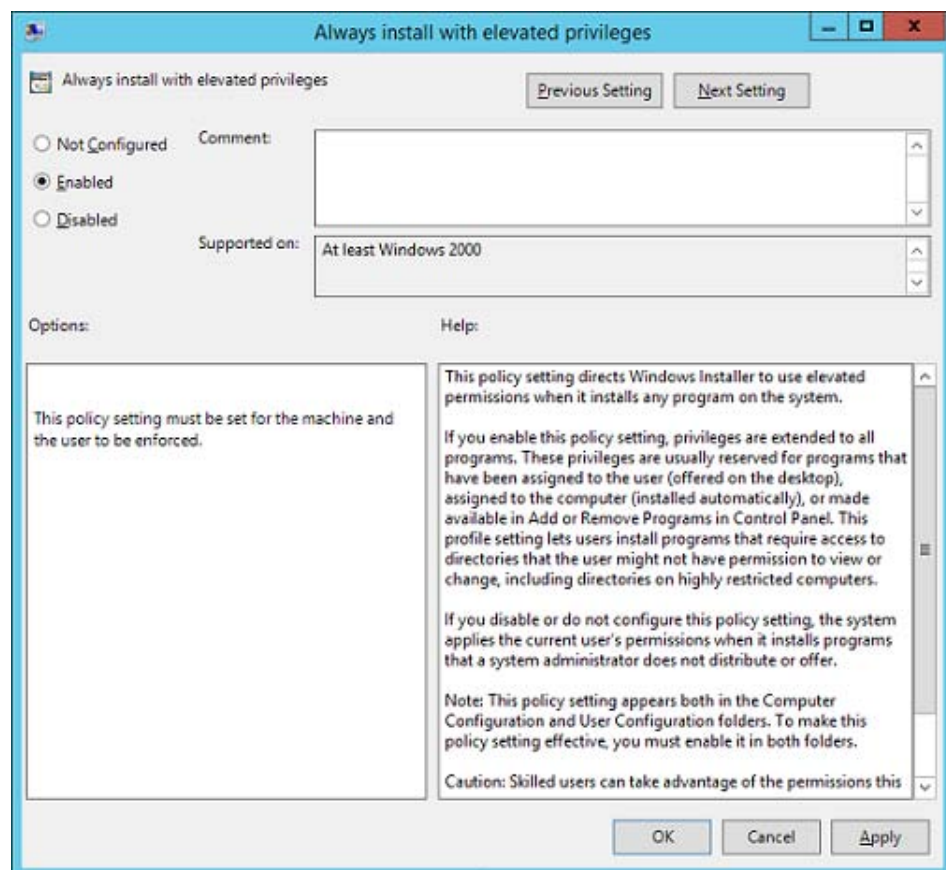 Always install with elevated privileges
Always install with elevated privileges
Previous Setting
Next Setting
Not Configured
Comment:
Enabled
Disabled
Supported on:
At least Windows 2000
Options:
Help:
This policy setting must be set for the machine and
the user to be enforced.
This policy setting directs Windows Installer to use elevated
permissions when it installs any program on the system.
If you enable this policy setting, privileges are extended to all
programs. These privileges are usually reserved for programs that
have been assigned to the user (offered on the desktop),
assigned to the computer (installed automatically), or made
available in Add or Remove Programs in Control Panel. This
profile setting lets users install programs that require access to
directories that the user might not have permission to view or
change, including directories on highly restricted computers.
If you disable or do not configure this policy setting, the system
applies the current user's permissions when it installs programs
that a system administrator does not distribute or offer.
Note: This policy setting appears both in the Computer
Configuration and User Configuration folders. To make this
policy setting effective, you must enable it in both folders.
Caution: Skilled users can take advantage of the permissions this
OK
Cancel
Apply